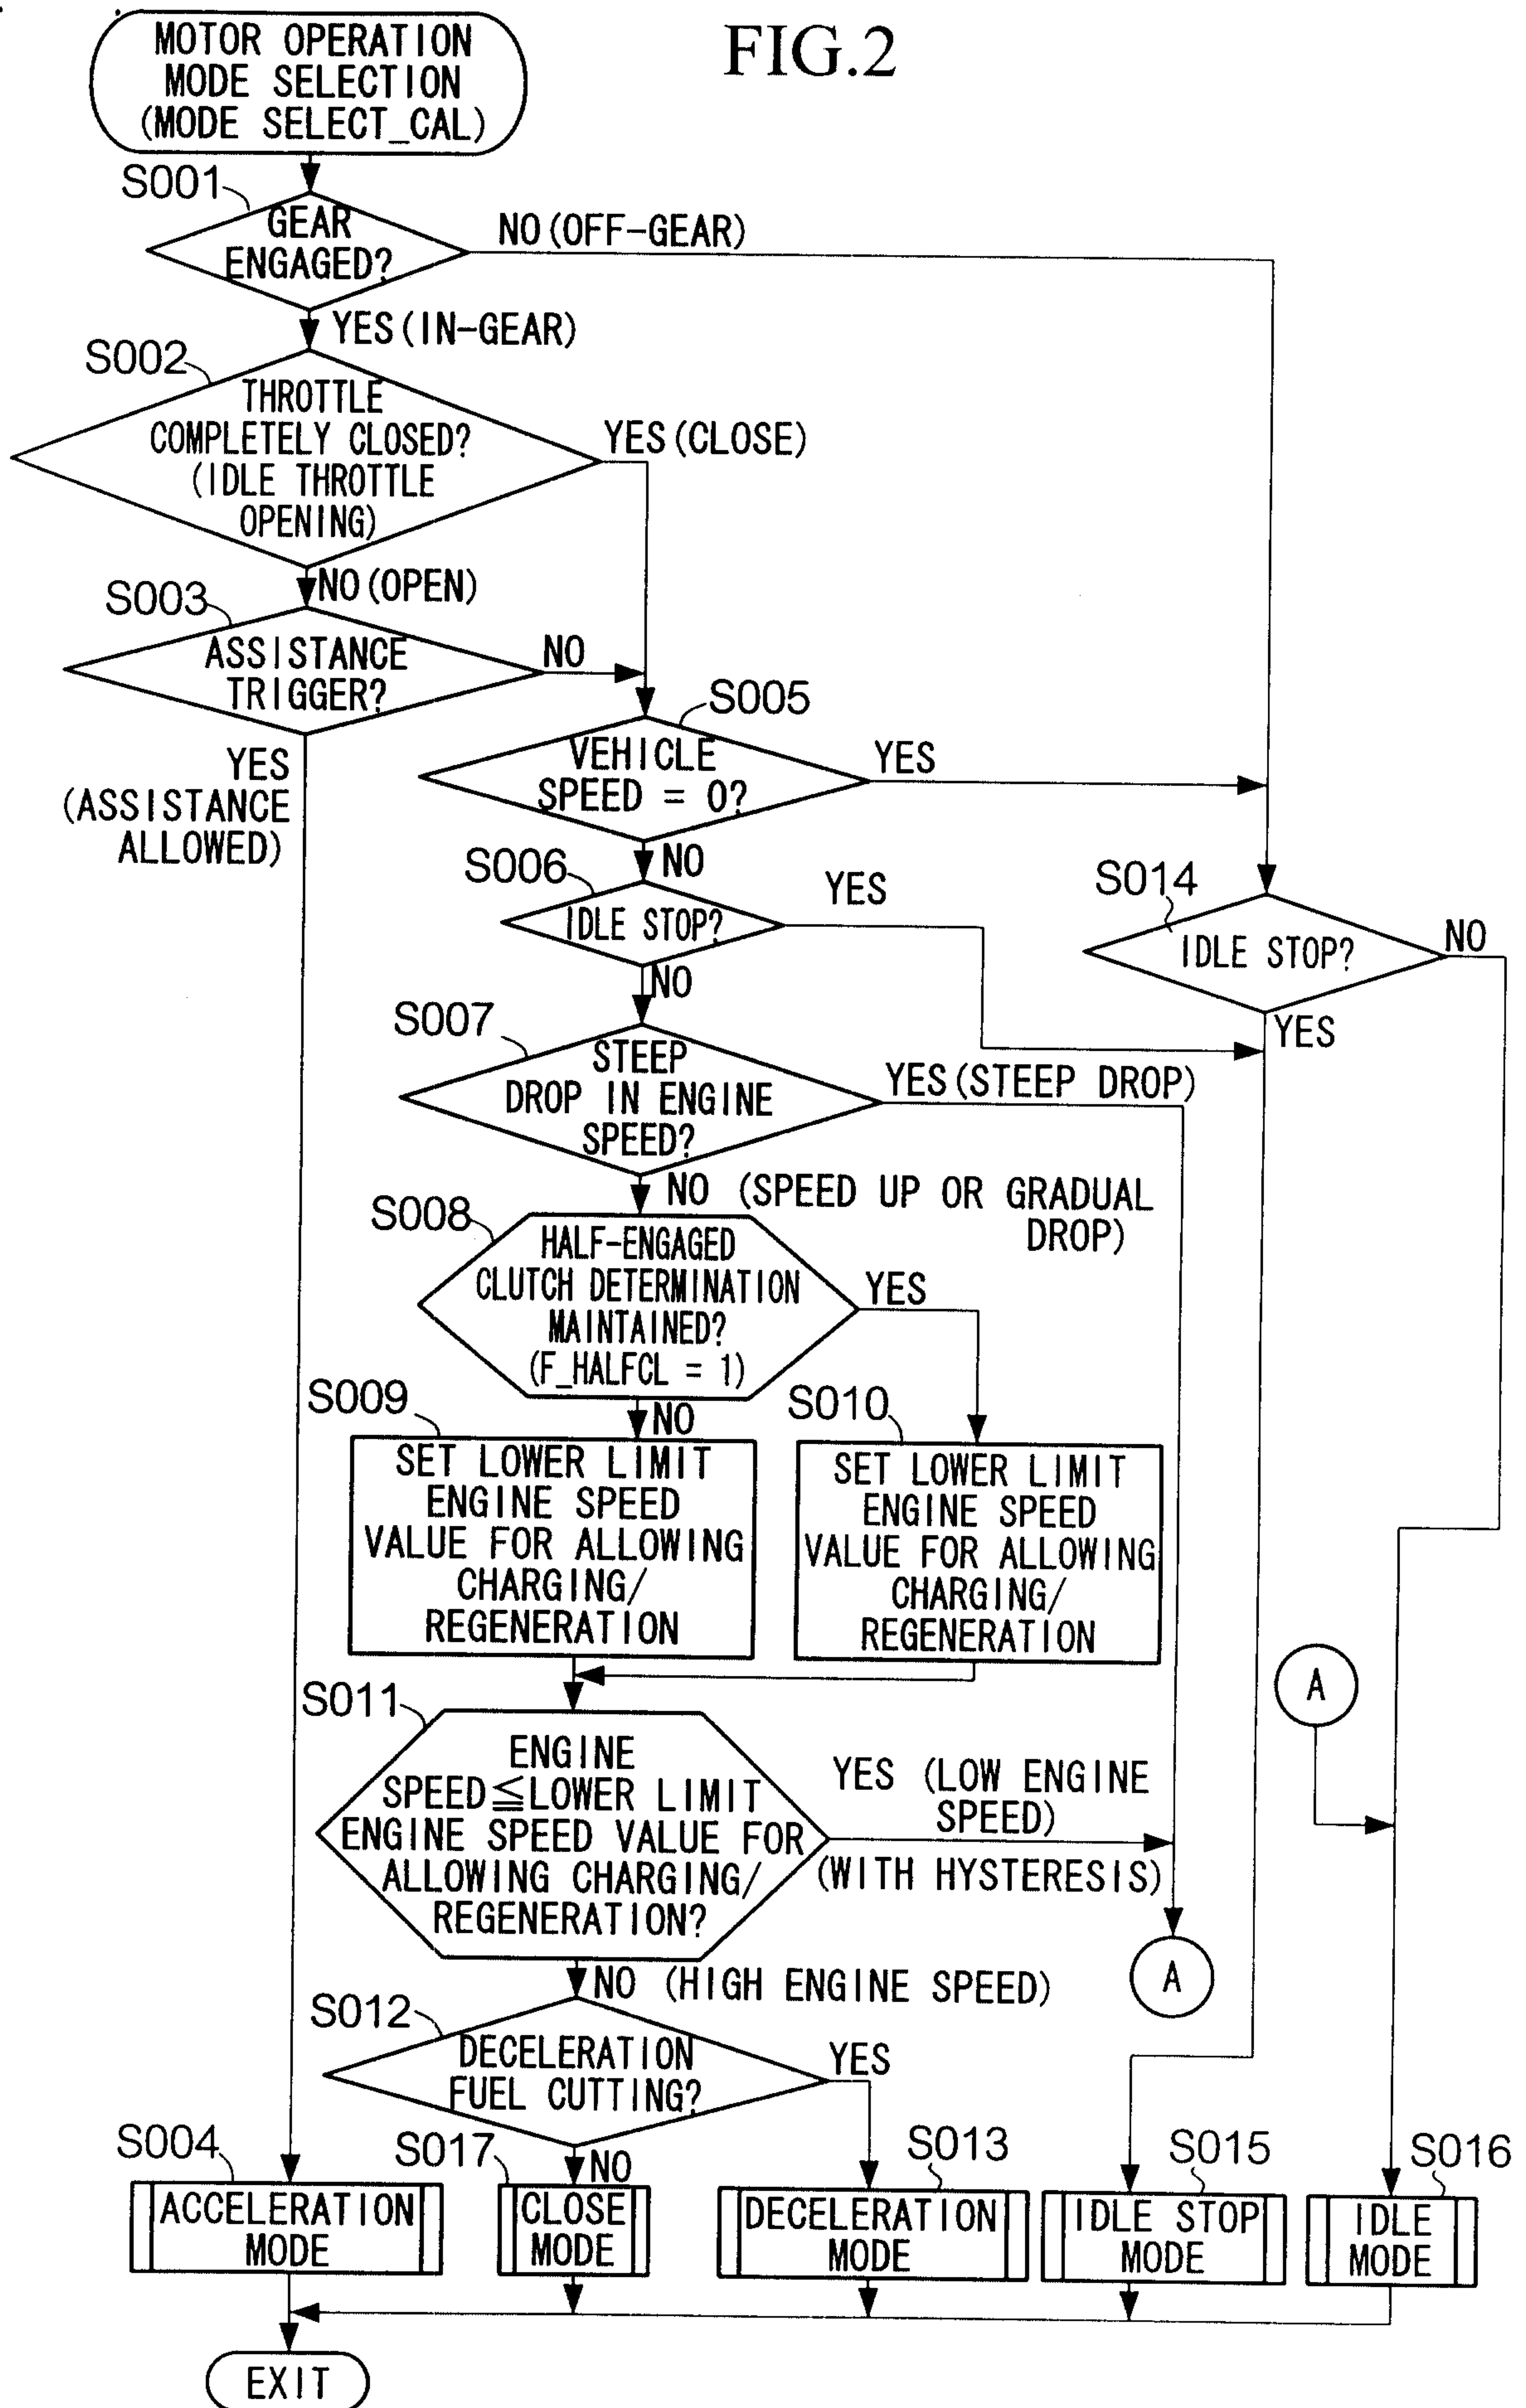 FIG.2
MOTOR OPERATION
MODE SELECTION
(MODE SELECT_CAL)
S001
GEAR
ENGAGED?
NO(OFF-GEAR)
YES(IN-GEAR)
S002
THROTTLE
COMPLETELY CLOSED?
(IDLE THROTTLE
OPENING)
YES(CLOSE)
NO(OPEN)
S003
ASSISTANCE
TRIGGER?
NO
YES
(ASSISTANCE
ALLOWED)
S005
VEHICLE
SPEED = 0?
YES
NO
S006
IDLE STOP?
YES
NO
S014
IDLE STOP?
NO
YES
S007
STEEP
DROP IN ENGINE
SPEED?
YES(STEEP DROP)
NO (SPEED UP OR GRADUAL
DROP)
S008
HALF-ENGAGED
CLUTCH DETERMINATION
MAINTAINED?
(F_HALFCL = 1)
YES
NO
S009
SET LOWER LIMIT
ENGINE SPEED
VALUE FOR ALLOWING
CHARGING/
REGENERATION
S010
SET LOWER LIMIT
ENGINE SPEED
VALUE FOR ALLOWING
CHARGING/
REGENERATION
A
S011
ENGINE
SPEED≦LOWER LIMIT
ENGINE SPEED VALUE FOR
ALLOWING CHARGING/
REGENERATION?
YES (LOW ENGINE
SPEED)
(WITH HYSTERESIS)
A
NO (HIGH ENGINE SPEED)
S012
DECELERATION
FUEL CUTTING?
YES
NO
S004
ACCELERATION
MODE
S017
CLOSE
MODE
S013
DECELERATION
MODE
S015
IDLE STOP
MODE
S016
IDLE
MODE
EXIT